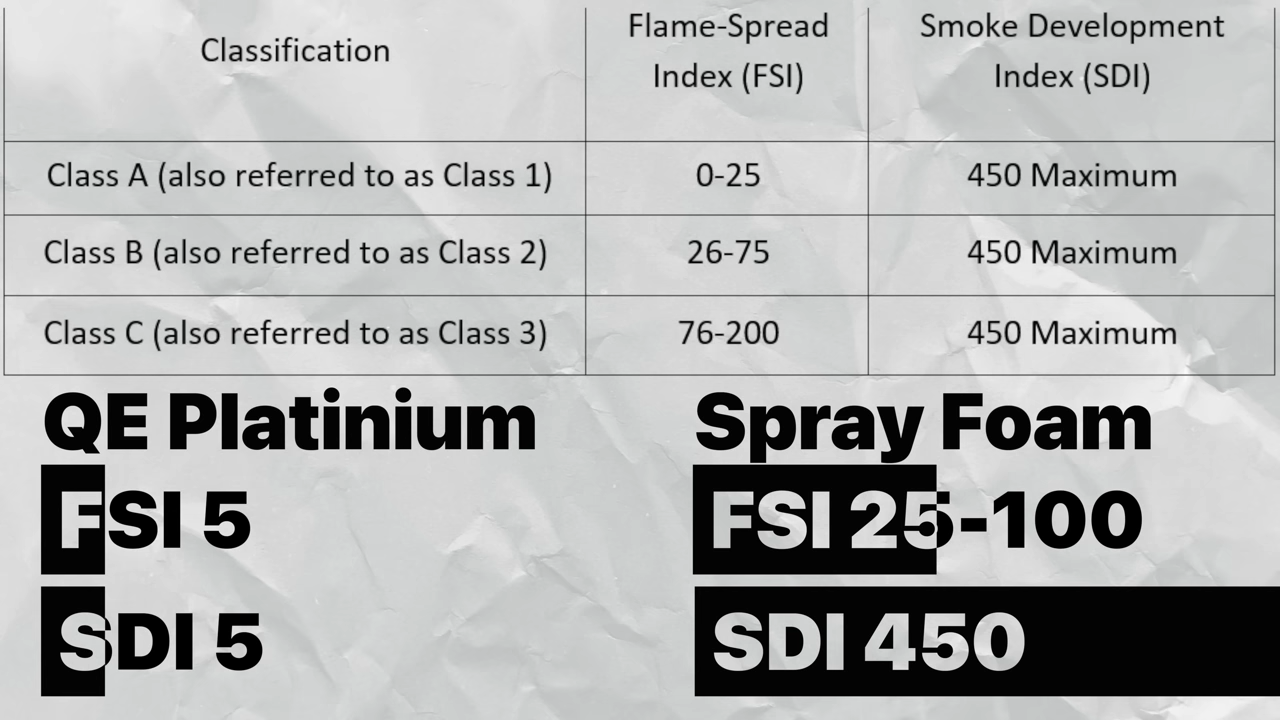 Classification
Flame-Spread
Index (FSI)
Smoke Development
Index (SDI)
Class A (also referred to as Class 1)
0-25
450 Maximum
Class B (also referred to as Class 2)
26-75
450 Maximum
Class C (also referred to as Class 3)
76-200
450 Maximum
QE Platinium
FSI 5
SDI 5
Spray Foam
FSI 25-100
SDI 450